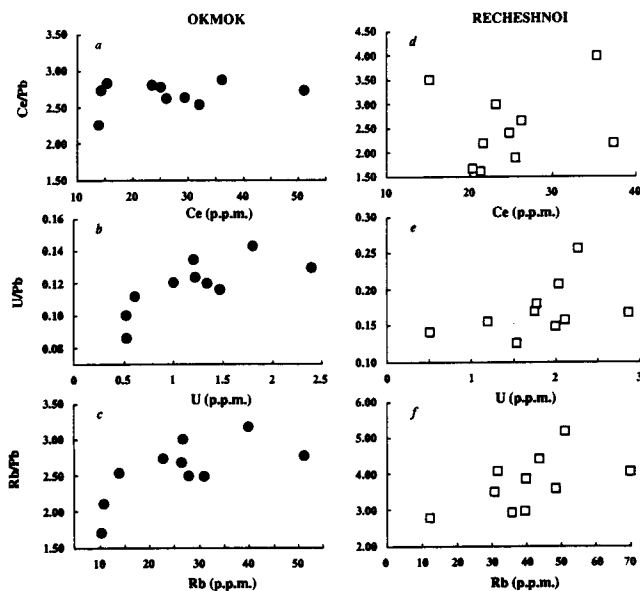 OKMOK
RECHESHNOI
a
Ce/Pb
3.50
3.00
2.50
2.00
1.50
10 20 30 40 50
Ce (p.p.m.)
d
4.50
4.00
3.50
3.00
2.50
2.00
1.50
10 20 30 40
Ce (p.p.m.)
b
U/Pb
0.16
0.14
0.12
0.10
0.08
0 0.5 1 1.5 2 2.5
U (p.p.m.)
e
0.30
0.25
0.20
0.15
0.10
0 1 2 3
U (p.p.m.)
c
Rb/Pb
3.50
3.00
2.50
2.00
1.50
10 20 30 40 50
Rb (p.p.m.)
f
6.00
5.00
4.00
3.00
2.00
0 10 20 30 40 50 60 70
Rb (p.p.m.)